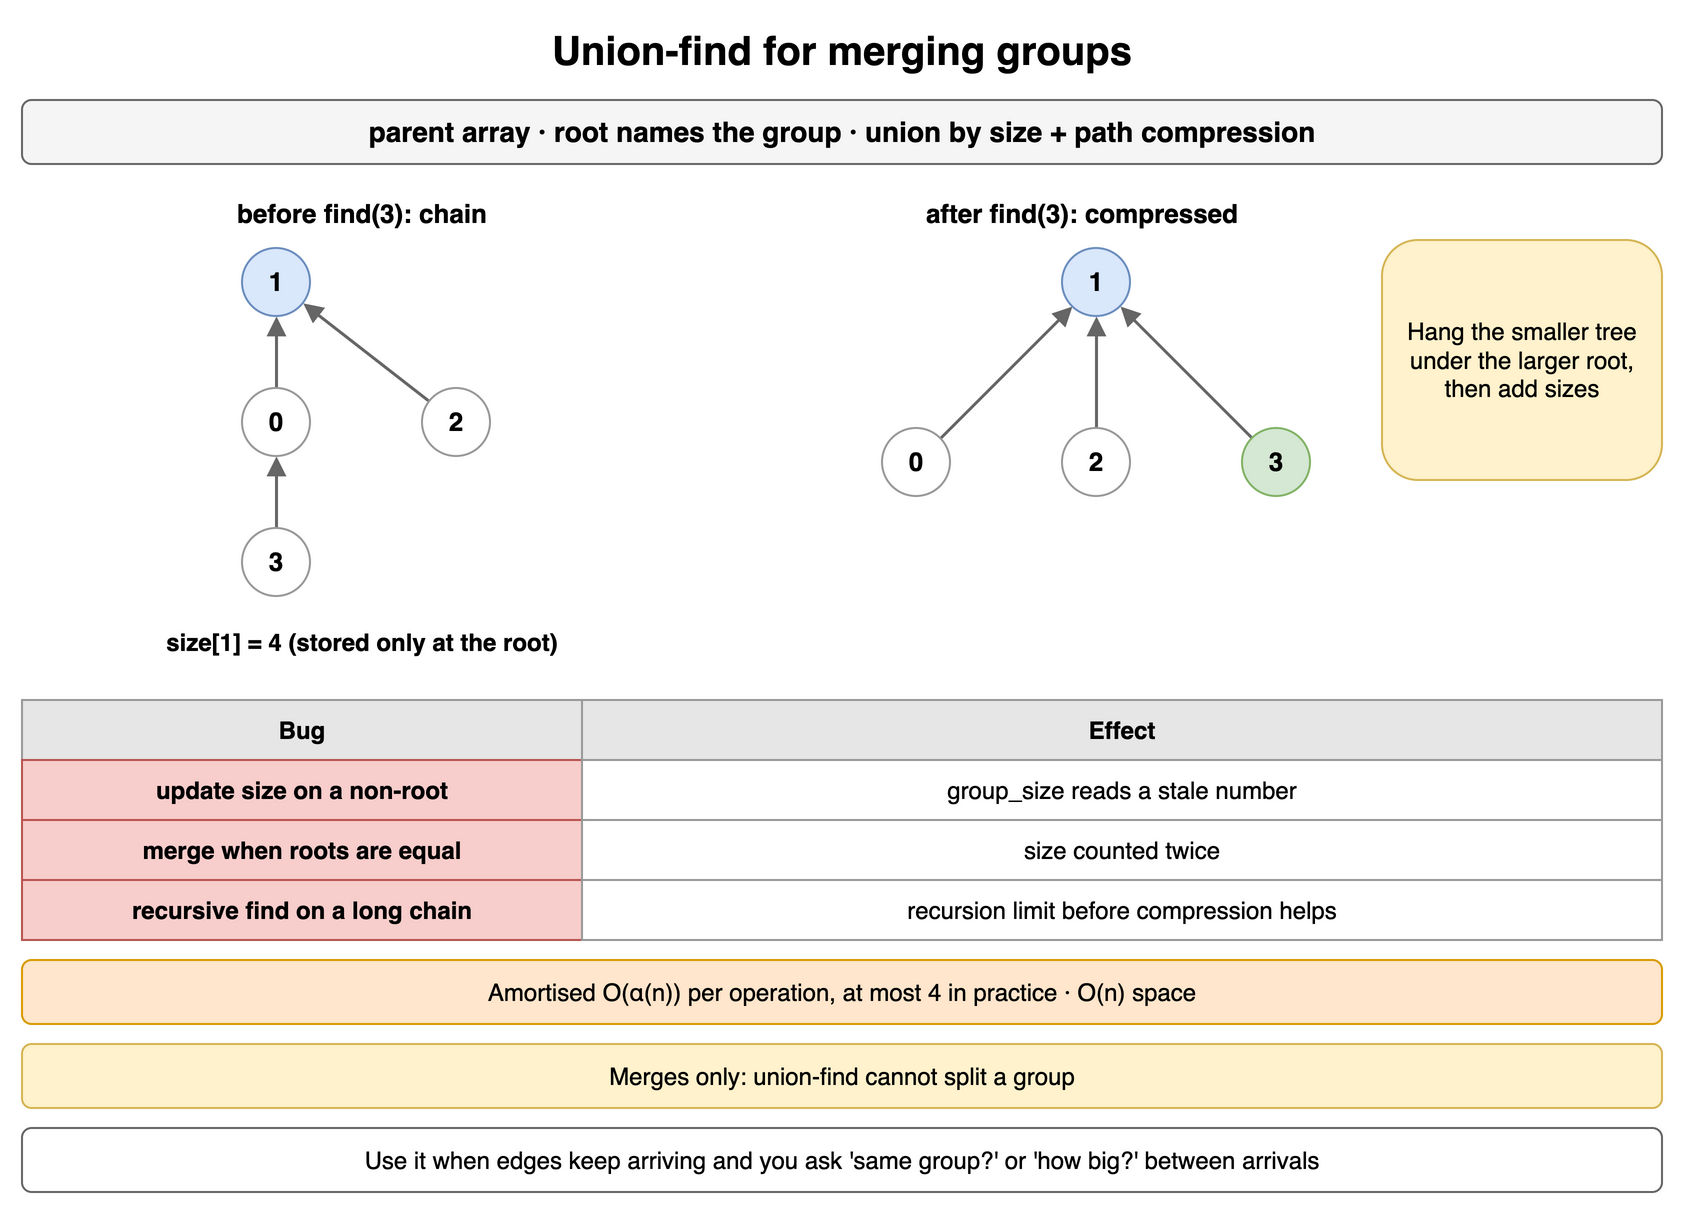 Union-find for merging groups
parent array · root names the group · union by size + path compression
before find(3): chain
1
0
2
3
size[1] = 4 (stored only at the root)
after find(3): compressed
1
0
2
3
Hang the smaller tree
under the larger root,
then add sizes
Bug
Effect
update size on a non-root
group_size reads a stale number
merge when roots are equal
size counted twice
recursive find on a long chain
recursion limit before compression helps
Amortised O(α(n)) per operation, at most 4 in practice · O(n) space
Merges only: union-find cannot split a group
Use it when edges keep arriving and you ask 'same group?' or 'how big?' between arrivals